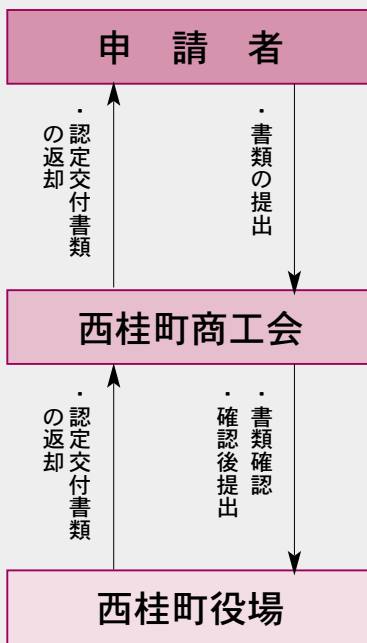 申請者
・認定交付書類
の返却
・書類の提出
西桂町商工会
・認定交付書類
の返却
・書類確認
・確認後提出
西桂町役場